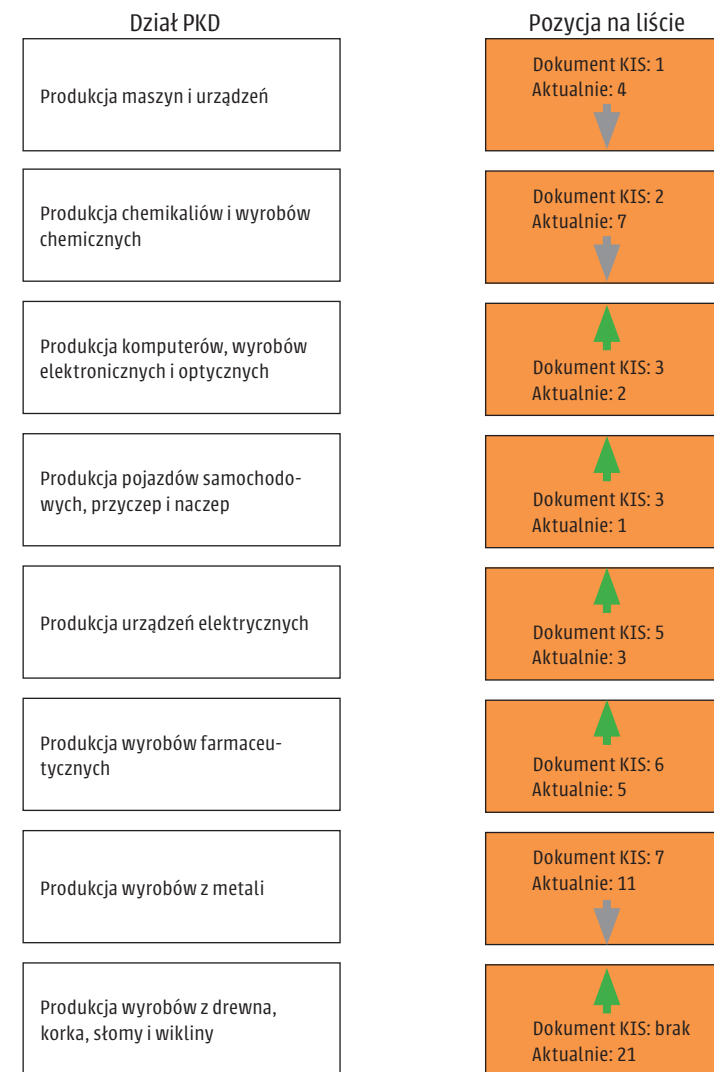 Dział PKD
Pozycja na liście
Produkcja maszyn i urządzeń
Dokument KIS: 1
Aktualnie: 4
Produkcja chemikaliów i wyrobów
chemicznych
Dokument KIS: 2
Aktualnie: 7
Produkcja komputerów, wyrobów
elektronicznych i optycznych
Dokument KIS: 3
Aktualnie: 2
Produkcja pojazdów samochodo-
wych, przyczep i naczep
Dokument KIS: 3
Aktualnie: 1
Produkcja urządzeń elektrycznych
Dokument KIS: 5
Aktualnie: 3
Produkcja wyrobów farmaceu-
tycznych
Dokument KIS: 6
Aktualnie: 5
Produkcja wyrobów z metali
Dokument KIS: 7
Aktualnie: 11
Produkcja wyrobów z drewna,
korka, słomy i wikliny
Dokument KIS: brak
Aktualnie: 21